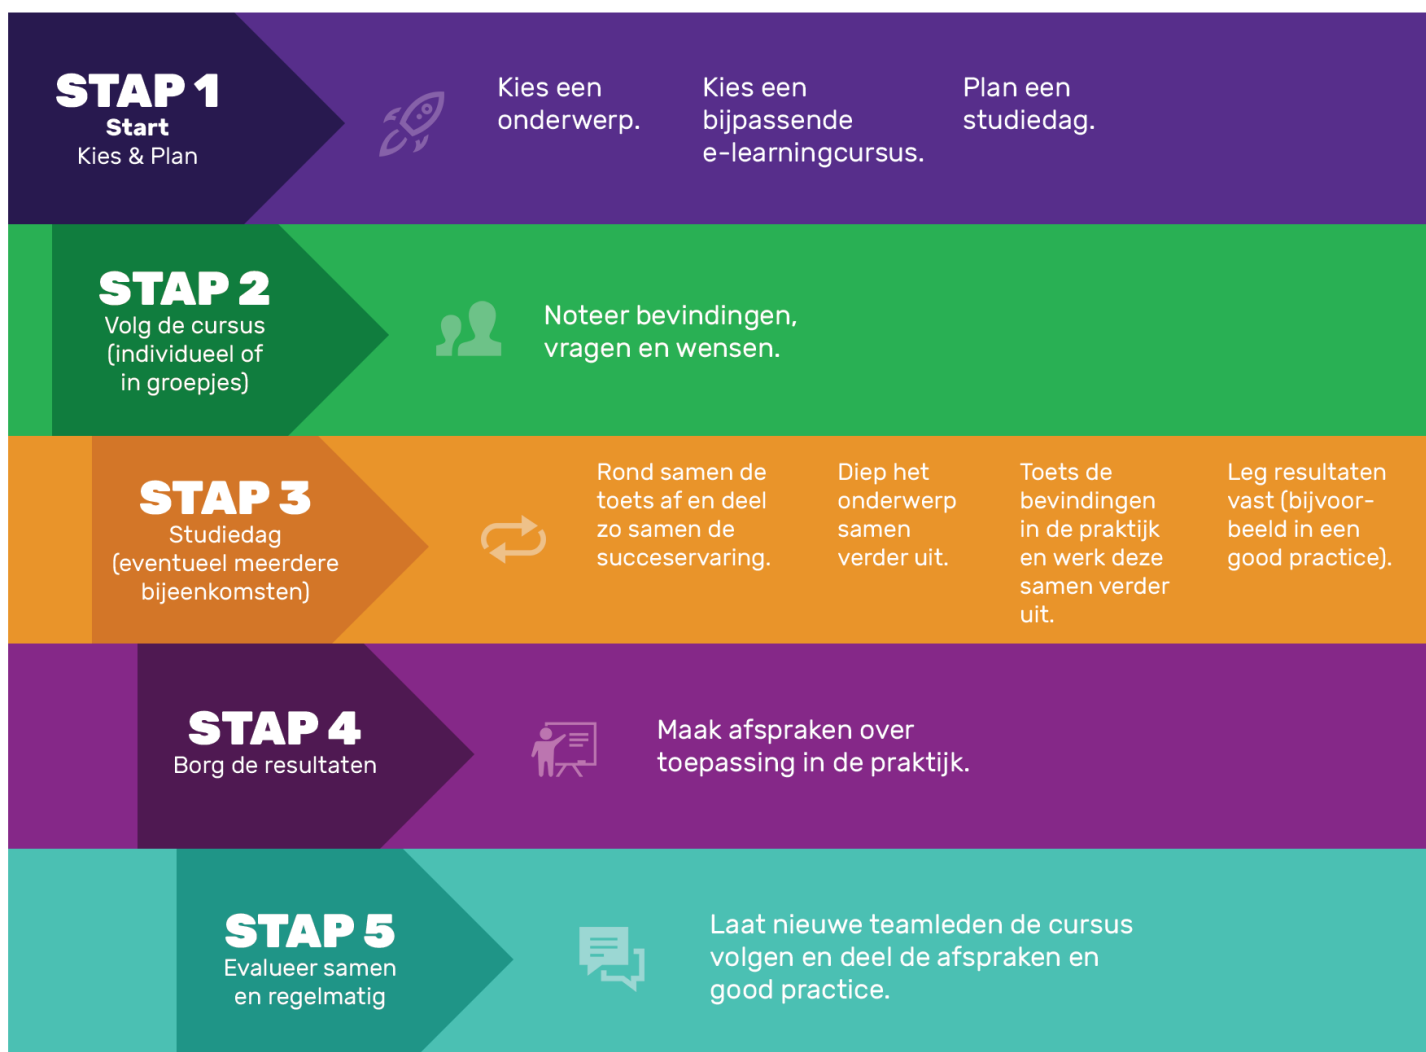 STAP 1
Start
Kies & Plan
Kies een
onderwerp.
Kies een
bijpassende
e-learningcursus.
Plan een
studiedag.
STAP 2
Volg de cursus
(individueel of
in groepjes)
Noteer bevindingen,
vragen en wensen.
STAP 3
Studiedag
(eventueel meerdere
bijeenkomsten)
Rond samen de
toets af en deel
zo samen de
succeservaring.
Diep het
onderwerp
samen
verder uit.
Toets de
bevindingen
in de praktijk
en werk deze
samen verder
uit.
Leg resultaten
vast (bijvoor-
beeld in een
good practice).
STAP 4
Borg de resultaten
Maak afspraken over
toepassing in de praktijk.
STAP 5
Evalueer samen
en regelmatig
Laat nieuwe teamleden de cursus
volgen en deel de afspraken en
good practice.